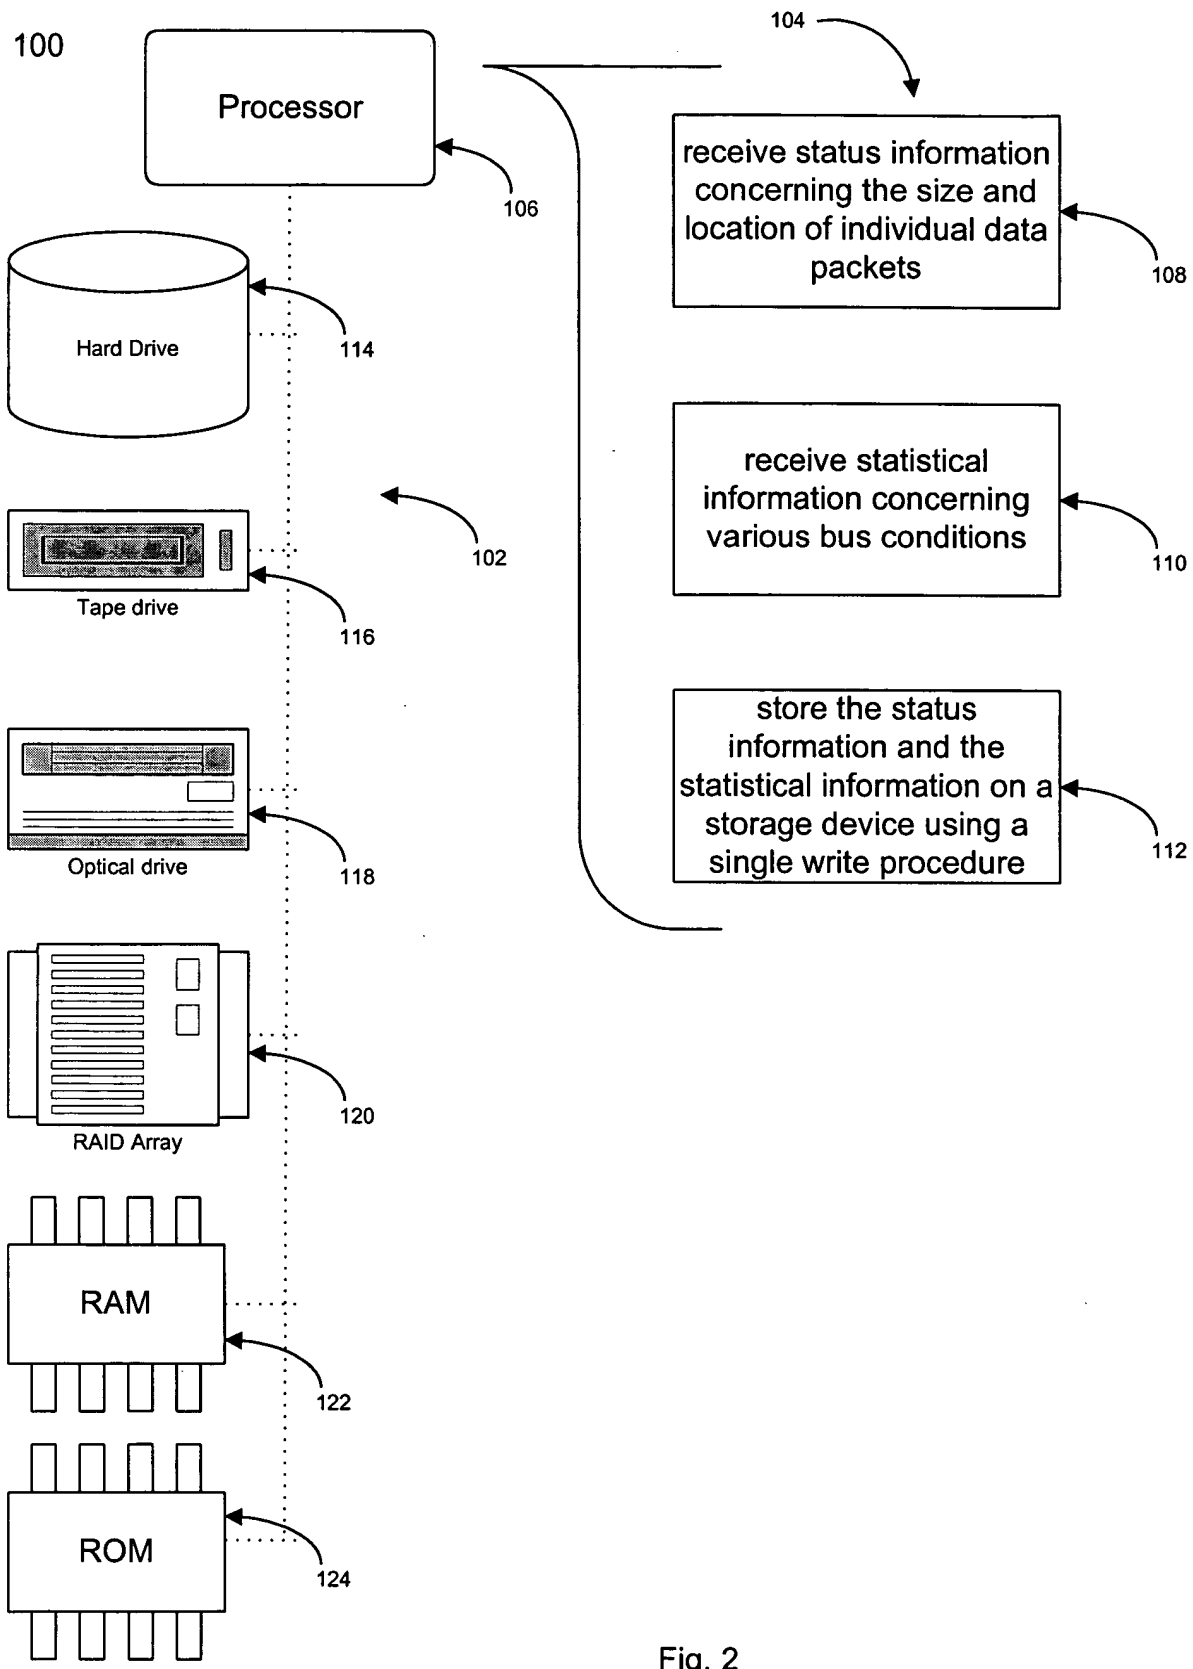 100
Processor
106
Hard Drive
114
102
Tape drive
116
Optical drive
118
RAID Array
120
RAM
122
ROM
124
104
receive status information
concerning the size and
location of individual data
packets
108
receive statistical
information concerning
various bus conditions
110
store the status
information and the
statistical information on a
storage device using a
single write procedure
112
Fig. 2